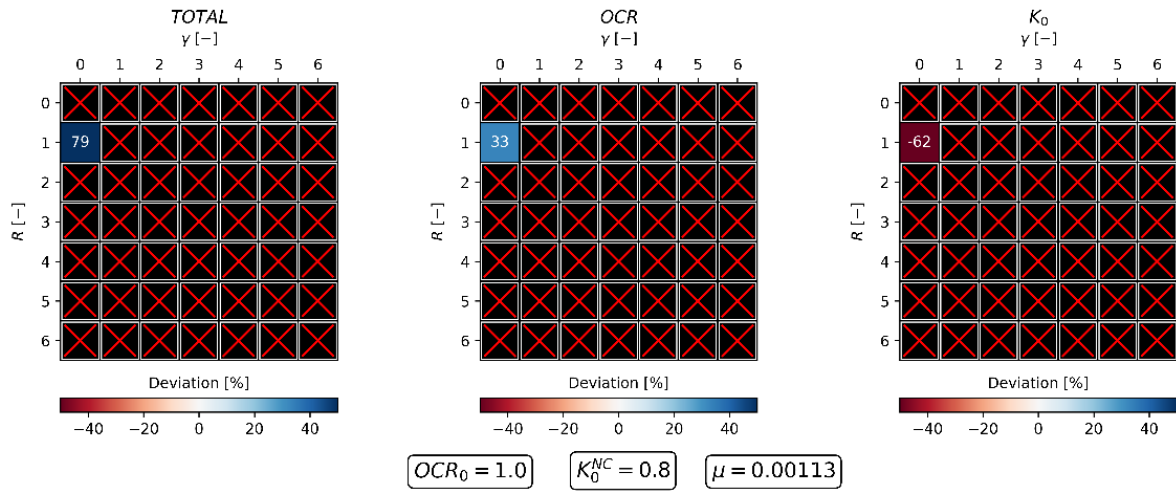 TOTAL OCR K₀
γ [−] γ [−] γ [−]
0 1 2 3 4 5 6 0 1 2 3 4 5 6 0 1 2 3 4 5 6
0 0 0
1 79 1 33 1 -62
2 2 2
R [−] 3 R [−] 3 R [−] 3
4 4 4
5 5 5
6 6 6
Deviation [%] Deviation [%] Deviation [%]
−40 −20 0 20 40 −40 −20 0 20 40 −40 −20 0 20 40
OCR₀ = 1.0 K₀ᴺᶜ = 0.8 μ = 0.00113